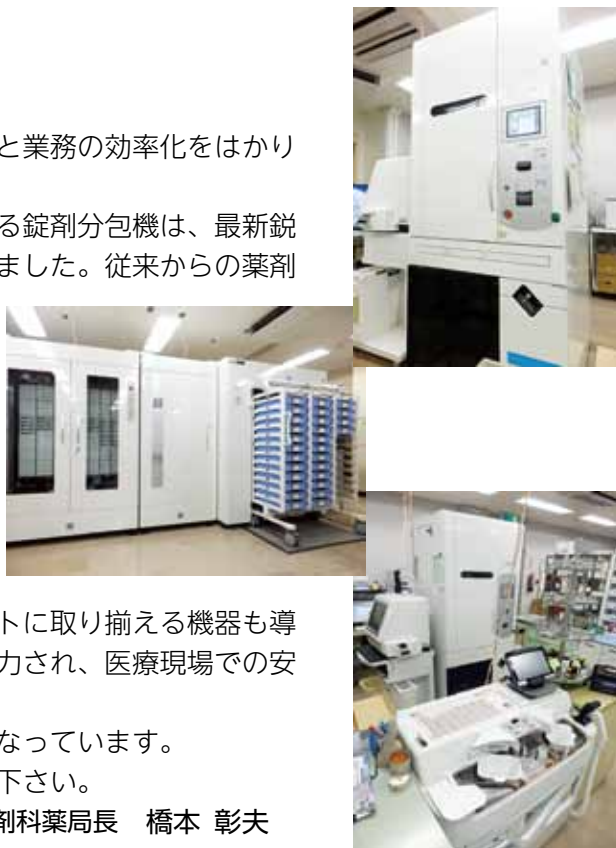 と業務の効率化をはかり
る錠剤分包機は、最新鋭
ました。従来からの薬剤
トに取り揃える機器も導
力され、医療現場での安
なっています。
下さい。
剤科薬局長　橋本 彰夫